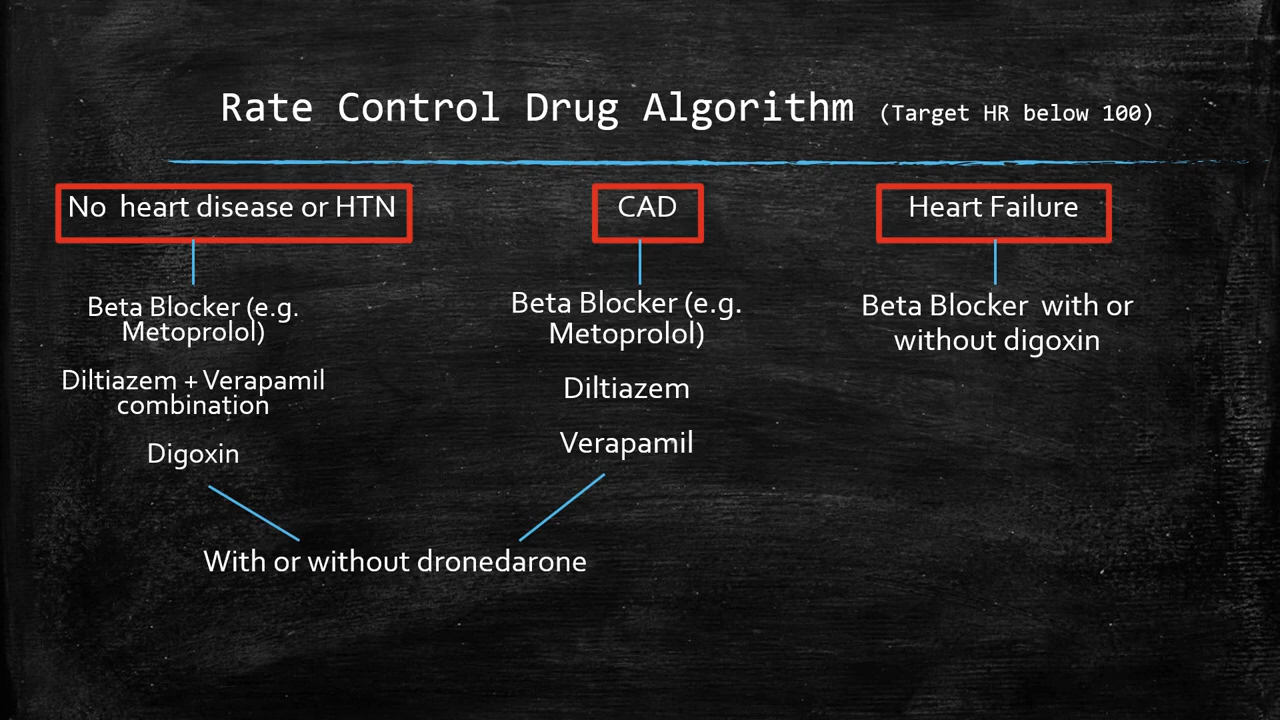 Rate Control Drug Algorithm (Target HR below 100)
No heart disease or HTN
Beta Blocker (e.g.
Metoprolol)
Diltiazem + Verapamil
combination
Digoxin
CAD
Beta Blocker (e.g.
Metoprolol)
Diltiazem
Verapamil
With or without dronedarone
Heart Failure
Beta Blocker with or
without digoxin